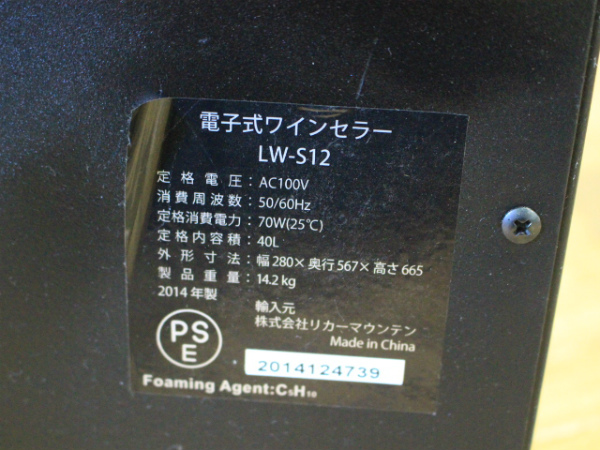 電子式ワインセラー
LW-S12
定格電圧：AC100V
消費周波数：50/60Hz
定格消費電力：70W(25℃)
定格内容積：40L
外形寸法：幅280×奥行567×高さ665
製品重量：14.2kg
2014年製
輸入元
株式会社リカーマウンテン
Made in China
PS
E
2014124739
Foaming Agent:C5H10